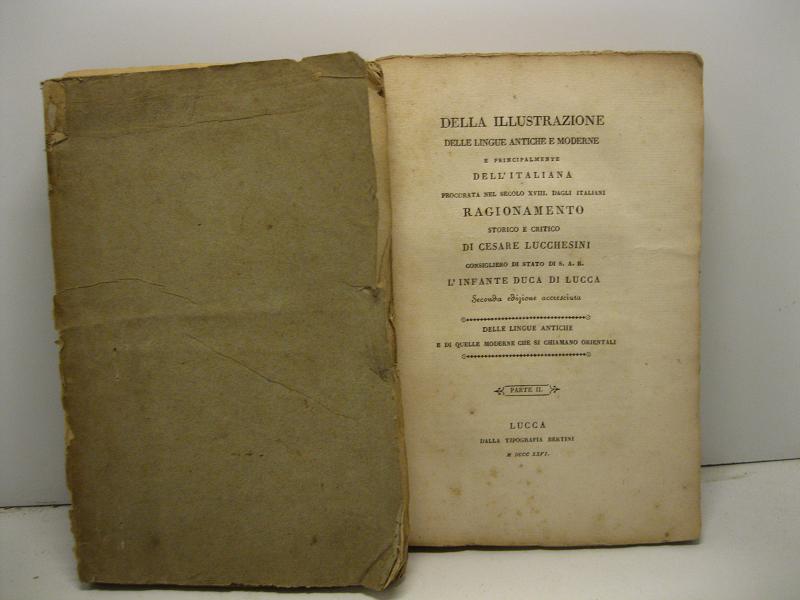 DELLA ILLUSTRAZIONE
DELLE LINGUE ANTICHE E MODERNE
E PRINCIPALMENTE
DELL'ITALIANA
PROCURATA NEL SECOLO XVIII. DAGLI ITALIANI
RAGIONAMENTO
STORICO E CRITICO
DI CESARE LUCCHESINI
CONSIGLIERO DI STATO DI S. A. R.
L'INFANTE DUCA DI LUCCA
Seconda edizione accresciuta
DELLE LINGUE ANTICHE
E DI QUELLE MODERNE CHE SI CHIAMANO ORIENTALI
PARTE II.
LUCCA
DALLA TIPOGRAFIA BERTINI
M DCCC XXVI.